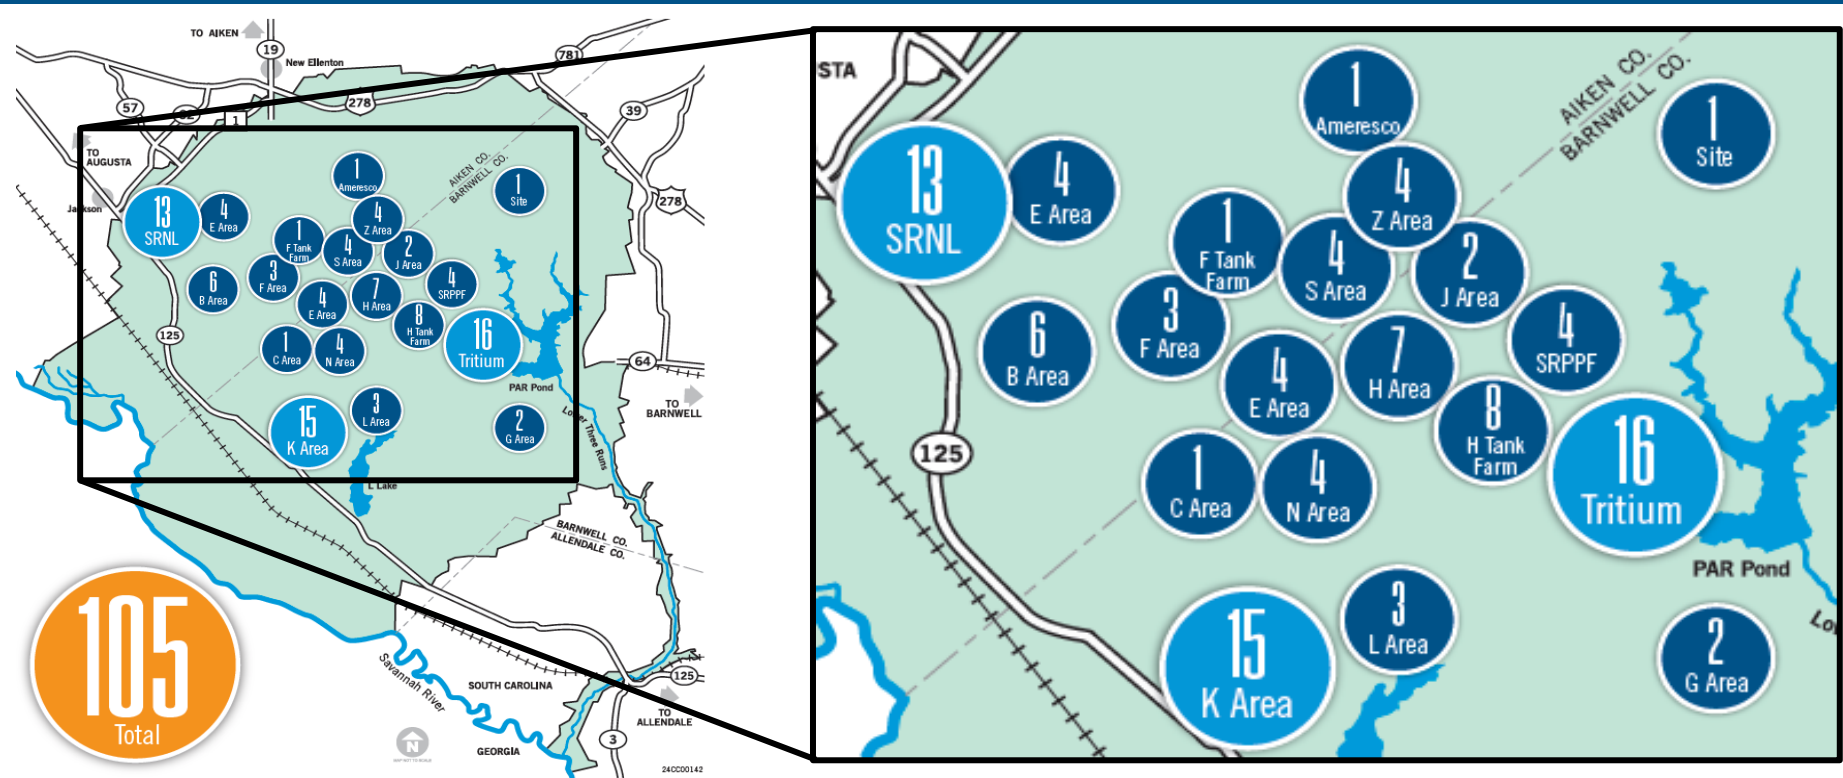 TO AIKEN
19
New Ellenton
781
57
278
39
1
TO
AUGUSTA
AIKEN CO.
BARNWELL CO.
1
Ameresco
1
Site
Jackson
13
SRNL
4
E Area
4
Z Area
278
1
F Tank
Farm
4
S Area
2
J Area
6
B Area
3
F Area
4
E Area
7
H Area
4
SRPPF
8
H Tank
Farm
16
Tritium
125
1
C Area
4
N Area
64
PAR Pond
TO
BARNWELL
15
K Area
3
L Area
2
G Area
Lower Three Runs
L Lake
BARNWELL CO.
ALLENDALE CO.
105
Total
Savannah River
SOUTH CAROLINA
125
TO
ALLENDALE
3
GEORGIA
N
24CC00142
STA
1
Ameresco
AIKEN CO.
BARNWELL CO.
1
Site
13
SRNL
4
E Area
4
Z Area
1
F Tank
Farm
4
S Area
2
J Area
6
B Area
3
F Area
4
E Area
7
H Area
4
SRPPF
8
H Tank
Farm
16
Tritium
125
1
C Area
4
N Area
PAR Pond
15
K Area
3
L Area
2
G Area
Lo